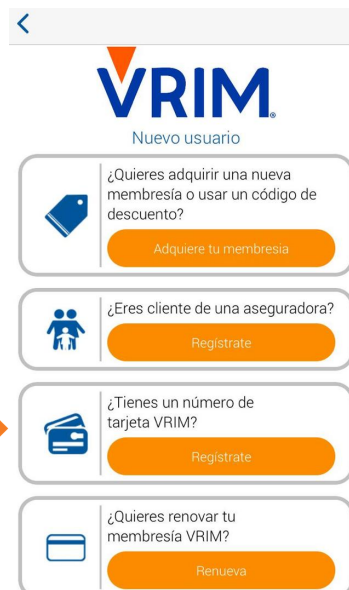 VRIM®
Nuevo usuario
¿Quieres adquirir una nueva
membresía o usar un código de
descuento?
Adquiere tu membresia
¿Eres cliente de una aseguradora?
Regístrate
¿Tienes un número de
tarjeta VRIM?
Regístrate
¿Quieres renovar tu
membresía VRIM?
Renueva